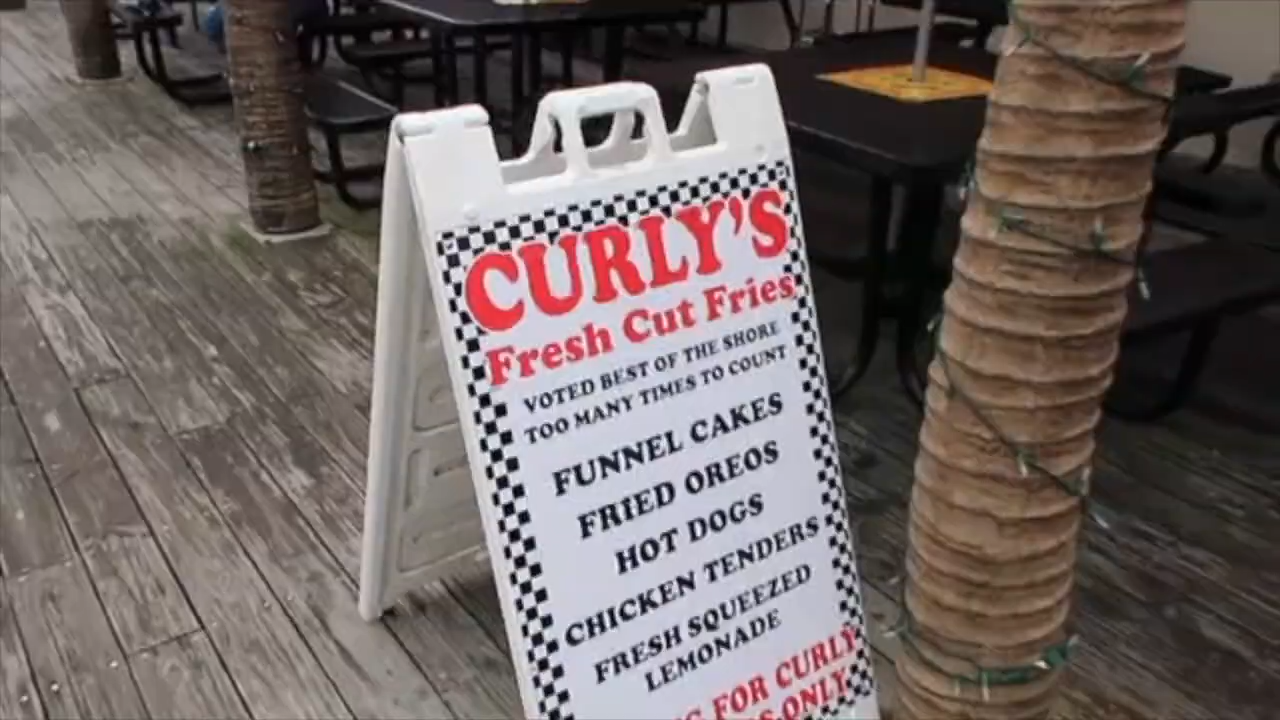 CURLY'S
Fresh Cut Fries
VOTED BEST OF THE SHORE
TOO MANY TIMES TO COUNT
FUNNEL CAKES
FRIED OREOS
HOT DOGS
CHICKEN TENDERS
FRESH SQUEEZED
LEMONADE
FOR CURLY
ONLY